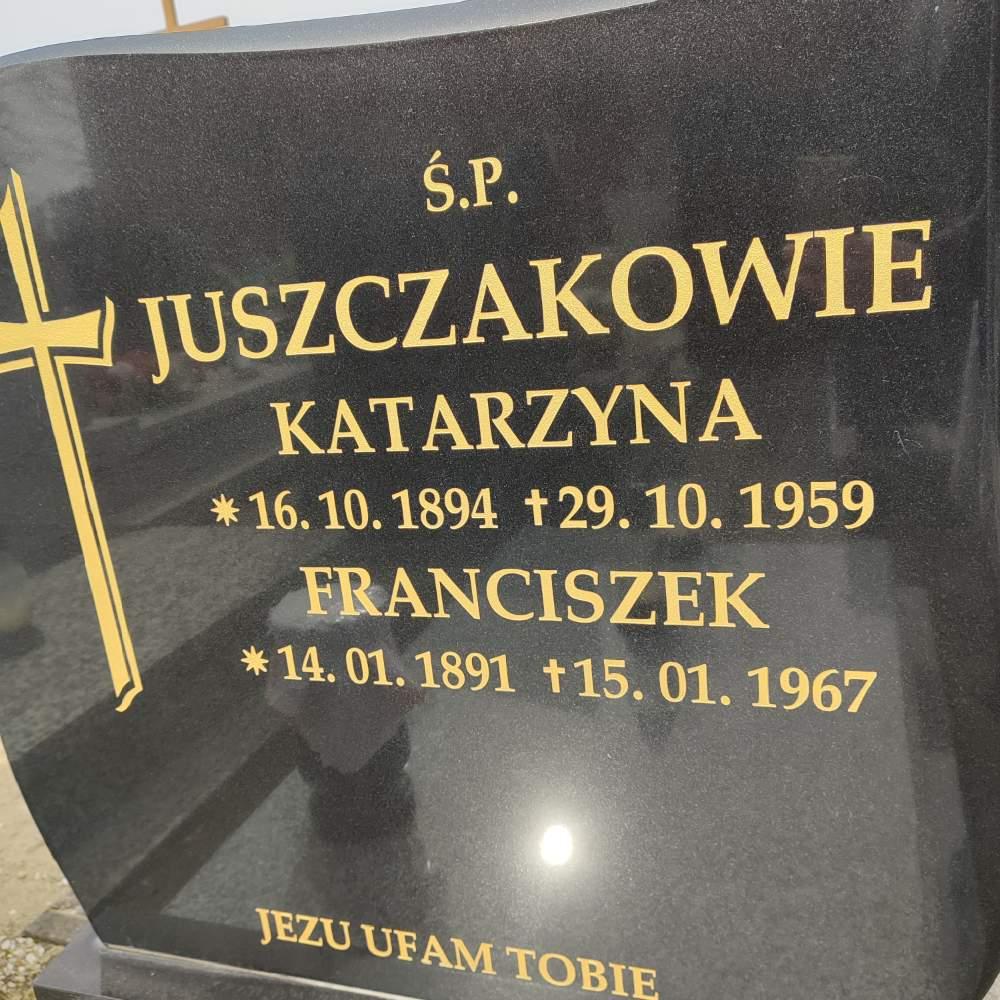 Ś.P.
JUSZCZAKOWIE
KATARZYNA
* 16. 10. 1894 † 29. 10. 1959
FRANCISZEK
* 14. 01. 1891 † 15. 01. 1967
JEZU UFAM TOBIE